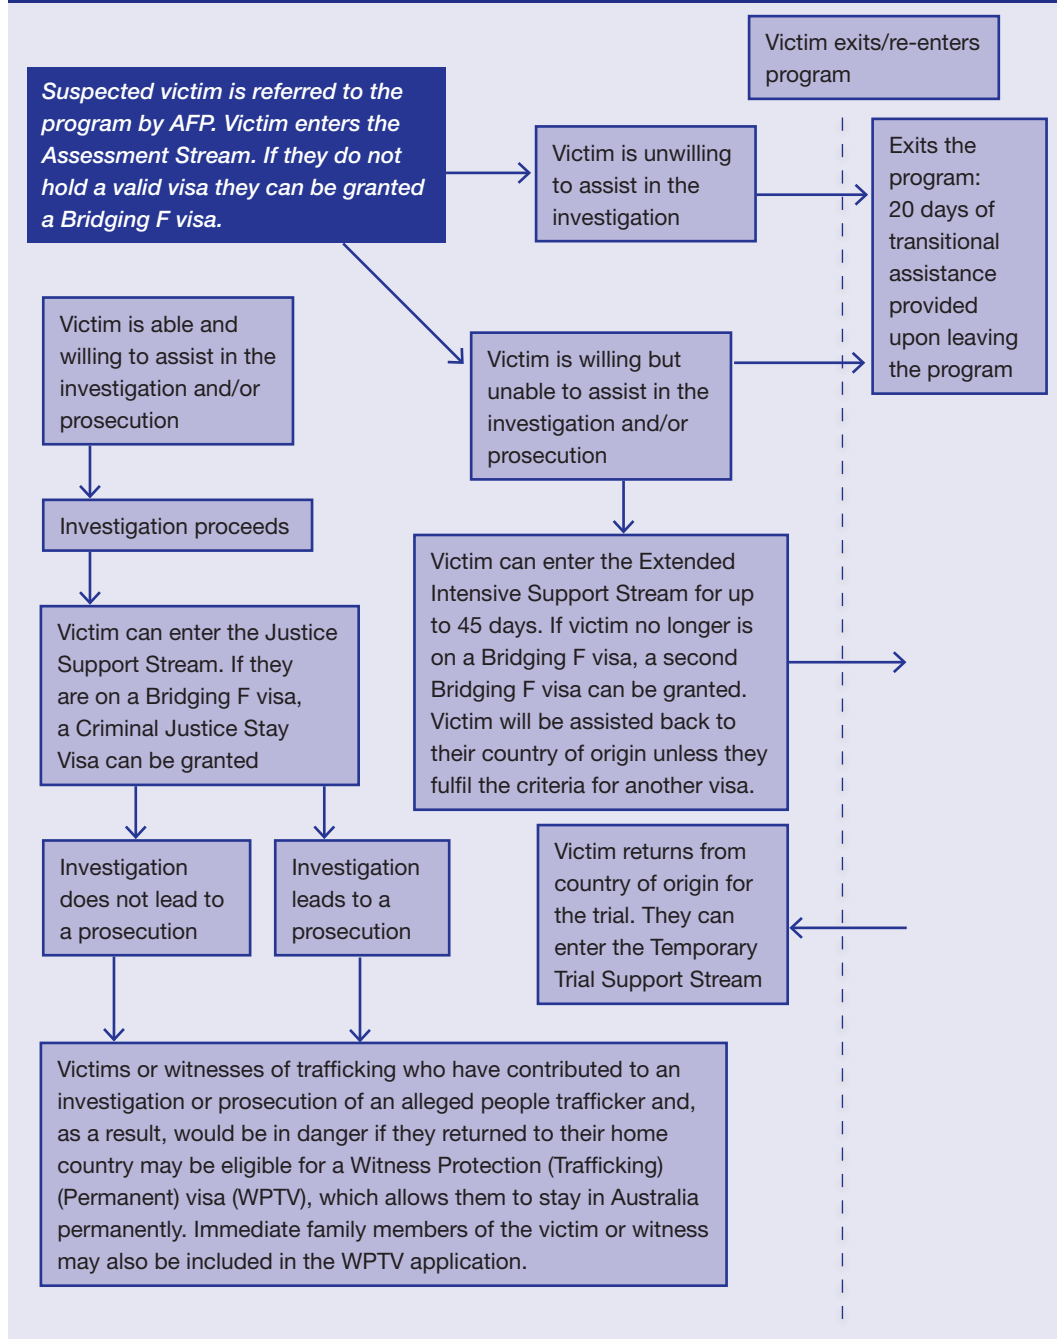 Victim exits/re-enters
program
Suspected victim is referred to the
program by AFP. Victim enters the
Assessment Stream. If they do not
hold a valid visa they can be granted
a Bridging F visa.
Victim is unwilling
to assist in the
investigation
Exits the
program:
20 days of
transitional
assistance
provided
upon leaving
the program
Victim is able and
willing to assist in the
investigation and/or
prosecution
Victim is willing but
unable to assist in the
investigation and/or
prosecution
Investigation proceeds
Victim can enter the Extended
Intensive Support Stream for up
to 45 days. If victim no longer is
on a Bridging F visa, a second
Bridging F visa can be granted.
Victim will be assisted back to
their country of origin unless they
fulfil the criteria for another visa.
Victim can enter the Justice
Support Stream. If they
are on a Bridging F visa,
a Criminal Justice Stay
Visa can be granted
Investigation
does not lead to
a prosecution
Investigation
leads to a
prosecution
Victim returns from
country of origin for
the trial. They can
enter the Temporary
Trial Support Stream
Victims or witnesses of trafficking who have contributed to an
investigation or prosecution of an alleged people trafficker and,
as a result, would be in danger if they returned to their home
country may be eligible for a Witness Protection (Trafficking)
(Permanent) visa (WPTV), which allows them to stay in Australia
permanently. Immediate family members of the victim or witness
may also be included in the WPTV application.